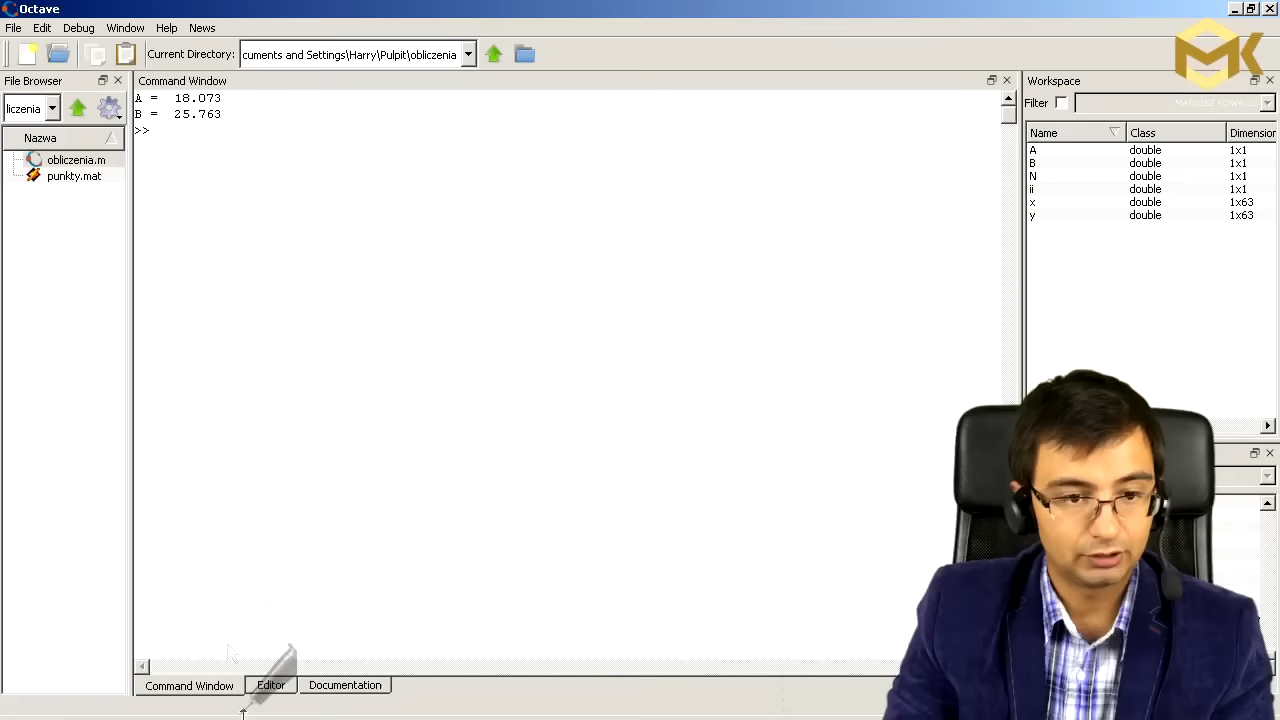 Octave
File Edit Debug Window Help News
Current Directory: cuments and Settings\Harry\Pulpit\obliczenia
File Browser
liczenia
Nazwa
obliczenia.m
punkty.mat
Command Window
A = 18.073
B = 25.763
>>
Command Window Editor Documentation
Workspace
Filter
Name Class Dimension
A double 1x1
B double 1x1
N double 1x1
ii double 1x1
x double 1x63
y double 1x63
MK